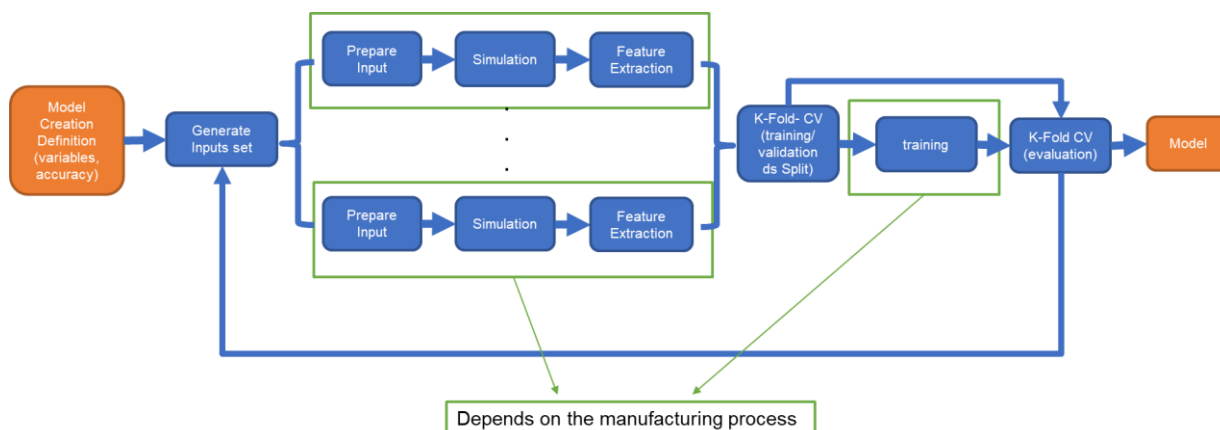 Model
Creation
Definition
(variables,
accuracy)
Generate
Inputs set
Prepare
Input
Simulation
Feature
Extraction
Prepare
Input
Simulation
Feature
Extraction
K-Fold- CV
(training/
validation
ds Split)
training
K-Fold CV
(evaluation)
Model
Depends on the manufacturing process